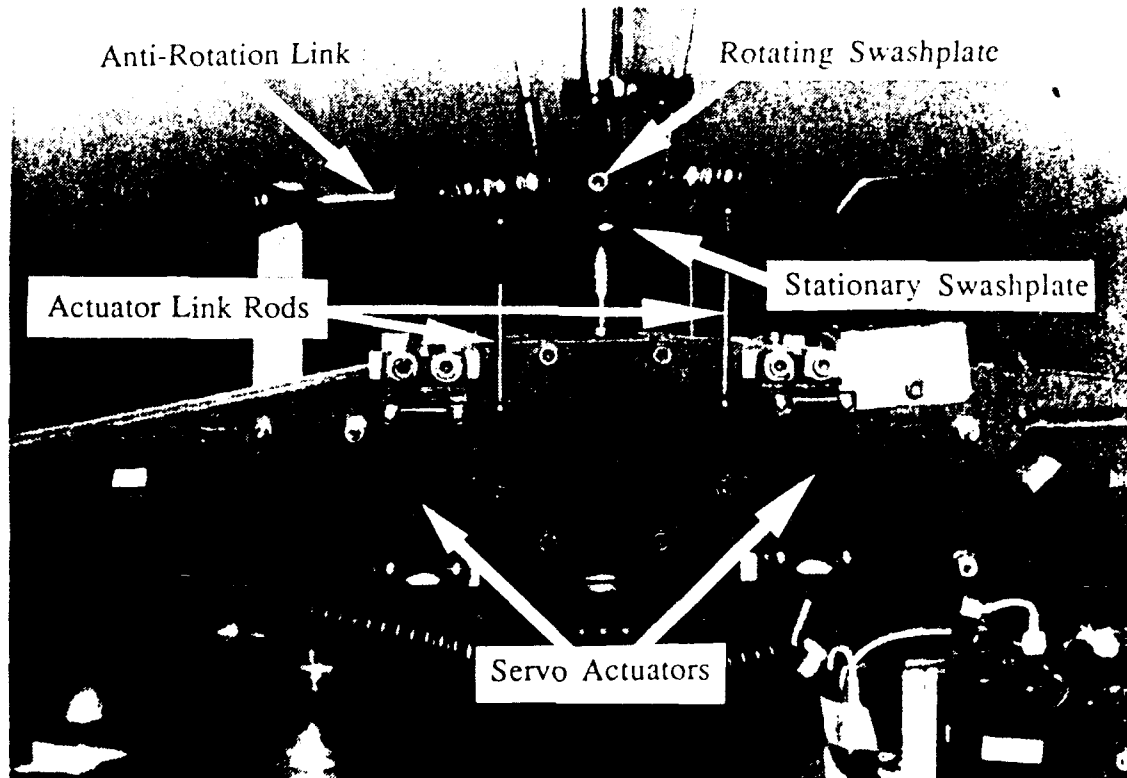 Anti-Rotation Link
Rotating Swashplate
Stationary Swashplate
Actuator Link Rods
Servo Actuators